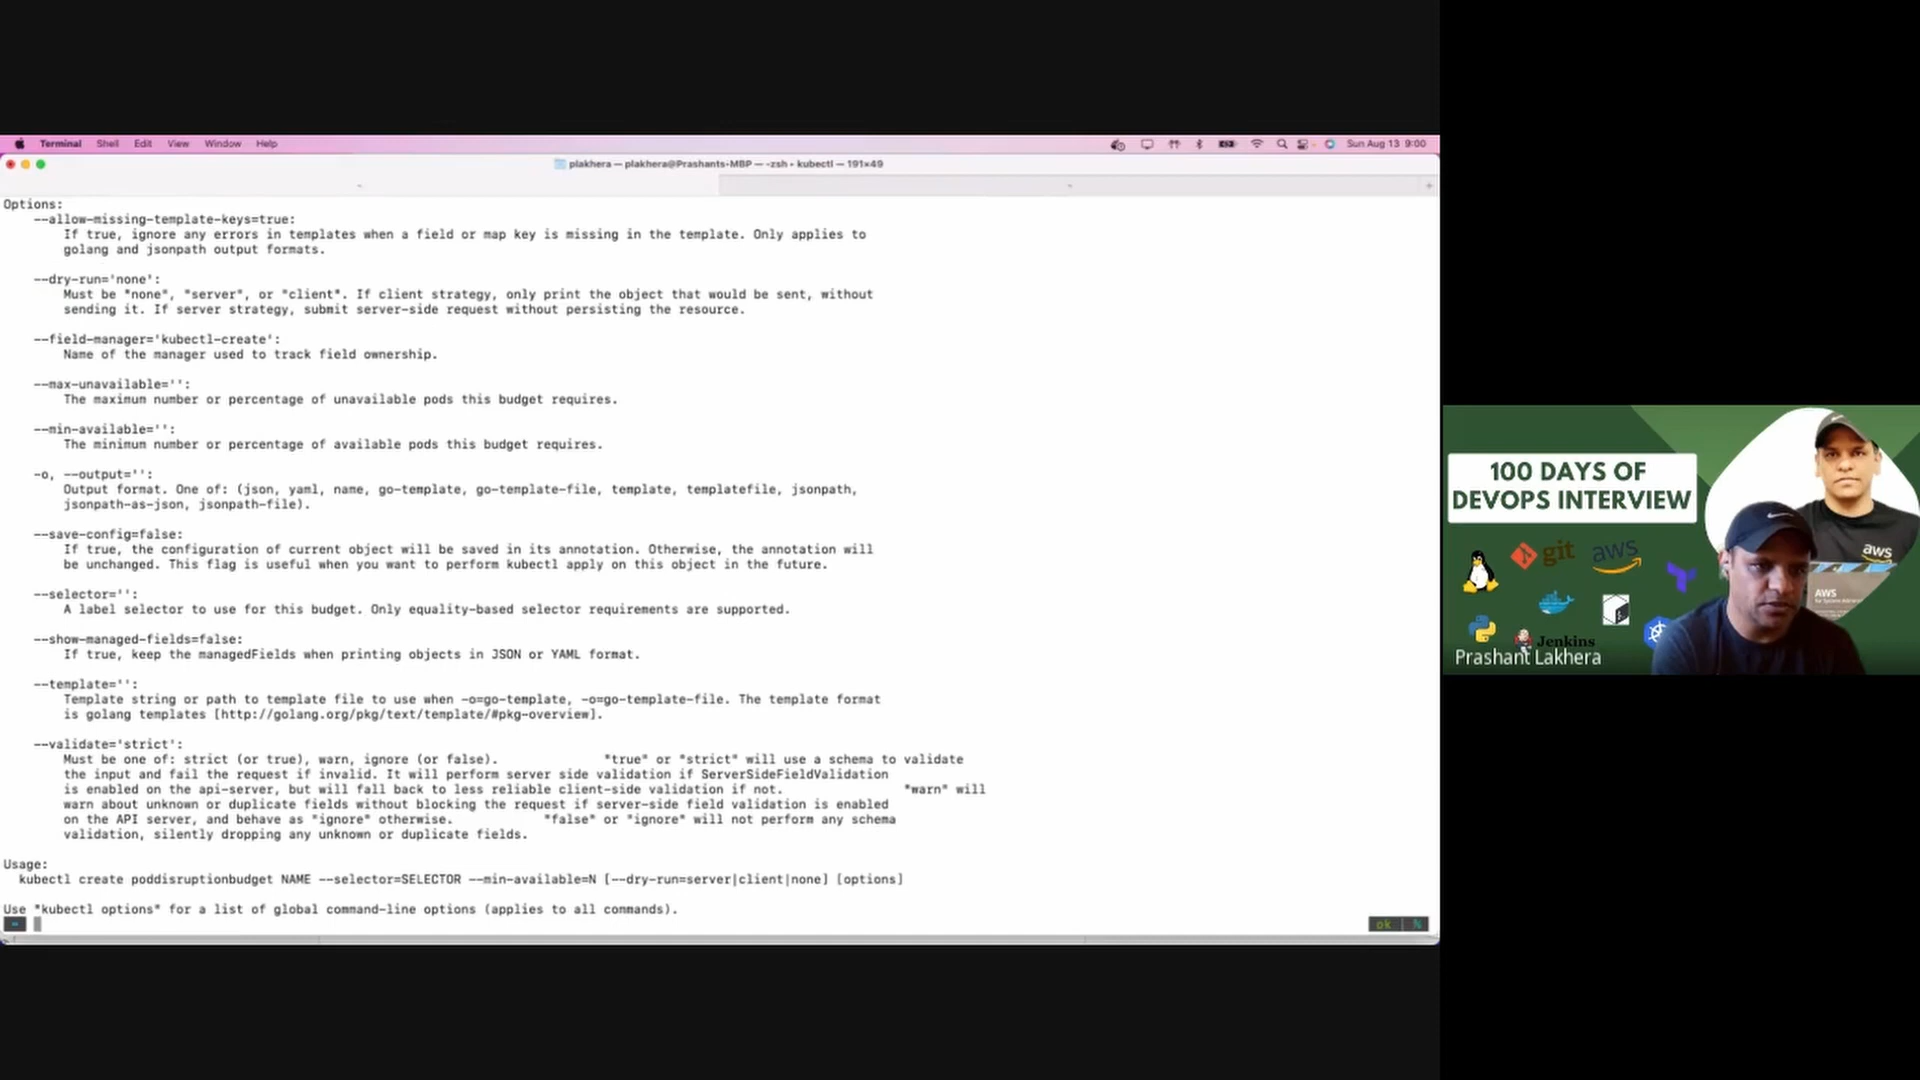 Terminal Shell Edit View Window Help
Sun Aug 13 9:00
plakhera — plakhera@Prashants-MBP — -zsh • kubectl — 191×49
Options:
--allow-missing-template-keys=true:
If true, ignore any errors in templates when a field or map key is missing in the template. Only applies to
golang and jsonpath output formats.
--dry-run='none':
Must be "none", "server", or "client". If client strategy, only print the object that would be sent, without
sending it. If server strategy, submit server-side request without persisting the resource.
--field-manager='kubectl-create':
Name of the manager used to track field ownership.
--max-unavailable='':
The maximum number or percentage of unavailable pods this budget requires.
--min-available='':
The minimum number or percentage of available pods this budget requires.
-o, --output='':
Output format. One of: (json, yaml, name, go-template, go-template-file, template, templatefile, jsonpath,
jsonpath-as-json, jsonpath-file).
--save-config=false:
If true, the configuration of current object will be saved in its annotation. Otherwise, the annotation will
be unchanged. This flag is useful when you want to perform kubectl apply on this object in the future.
--selector='':
A label selector to use for this budget. Only equality-based selector requirements are supported.
--show-managed-fields=false:
If true, keep the managedFields when printing objects in JSON or YAML format.
--template='':
Template string or path to template file to use when -o=go-template, -o=go-template-file. The template format
is golang templates [http://golang.org/pkg/text/template/#pkg-overview].
--validate='strict':
Must be one of: strict (or true), warn, ignore (or false). "true" or "strict" will use a schema to validate
the input and fail the request if invalid. It will perform server side validation if ServerSideFieldValidation
is enabled on the api-server, but will fall back to less reliable client-side validation if not. "warn" will
warn about unknown or duplicate fields without blocking the request if server-side field validation is enabled
on the API server, and behave as "ignore" otherwise. "false" or "ignore" will not perform any schema
validation, silently dropping any unknown or duplicate fields.
Usage:
kubectl create poddisruptionbudget NAME --selector=SELECTOR --min-available=N [--dry-run=server|client|none] [options]
Use "kubectl options" for a list of global command-line options (applies to all commands).
~
ok %
100 DAYS OF
DEVOPS INTERVIEW
git aws
aws
AWS
Jenkins
Prashant Lakhera